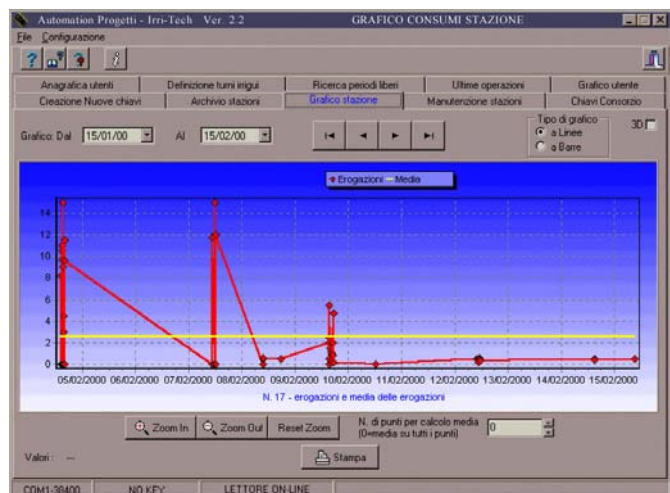 Automation Progetti - Irri-Tech Ver. 2.2 GRAFICO CONSUMI STAZIONE
File Configurazione
Anagrafica utenti Definizione turni irrigui Ricerca periodi liberi Ultime operazioni Grafico utente
Creazione Nuove chiavi Archivio stazioni Grafico stazione Manutenzione stazioni Chiavi Consorzio
Grafico: Dal 15/01/00 Al 15/02/00
Tipo di grafico
a Linee
a Barre
3D
Erogazioni Media
14
12
10
8
6
4
2
0
05/02/2000 06/02/2000 07/02/2000 08/02/2000 09/02/2000 10/02/2000 11/02/2000 12/02/2000 13/02/2000 14/02/2000 15/02/2000
N. 17 - erogazioni e media delle erogazioni
Zoom In Zoom Out Reset Zoom
N. di punti per calcolo media
(0=media su tutti i punti)
0
Valori : ---
Stampa
COM1-38400 NO KEY LETTORE ON-LINE